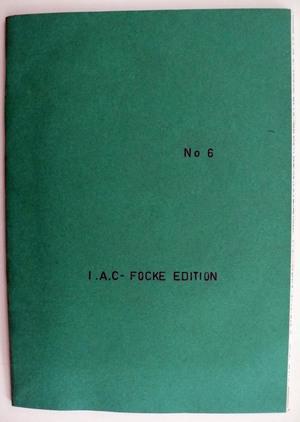 No 6
I.A.C- FOCKE EDITION